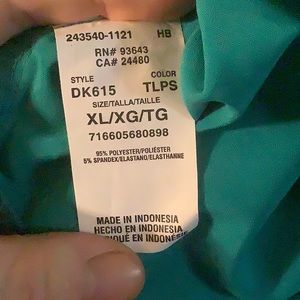 243540-1121 HB
RN# 93643
CA# 24480
STYLE COLOR
DK615 TLPS
SIZE/TALLA/TAILLE
XL/XG/TG
716605680898
95% POLYESTER/POLIÉSTER
5% SPANDEX/ELASTANO/ELASTHANNE
MADE IN INDONESIA
HECHO EN INDONESIA
EN INDONÉSIE